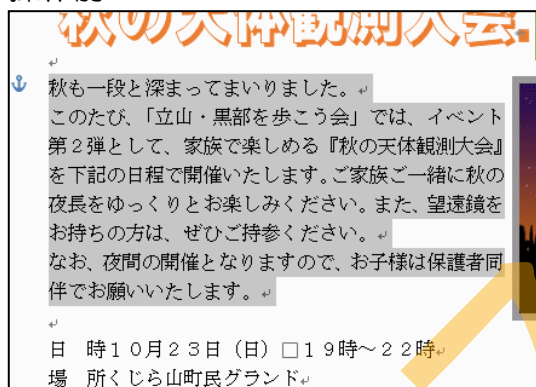 秋の天体観測大会
秋も一段と深まってまいりました。
このたび、「立山・黒部を歩こう会」では、イベント
第２弾として、家族で楽しめる『秋の天体観測大会』
を下記の日程で開催いたします。ご家族ご一緒に秋の
夜長をゆっくりとお楽しみください。また、望遠鏡を
お持ちの方は、ぜひご持参ください。
なお、夜間の開催となりますので、お子様は保護者同
伴でお願いいたします。
日　時１０月２３日（日）□１９時～２２時
場　所くじら山町民グランド